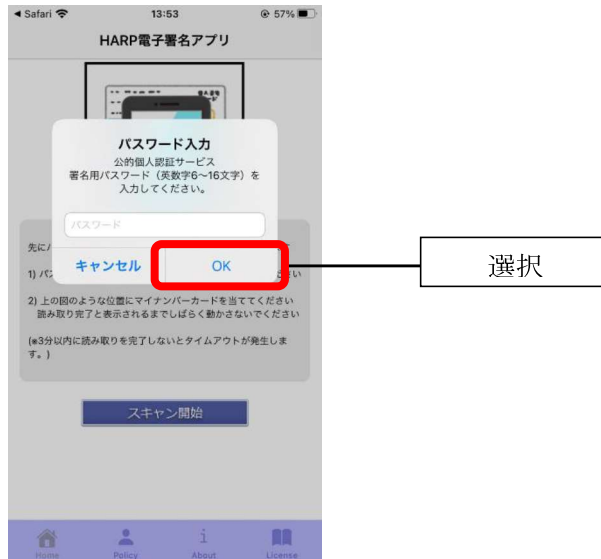 Safari 13:53 57%
HARP電子署名アプリ
パスワード入力
公的個人認証サービス
署名用パスワード（英数字6〜16文字）を
入力してください。
パスワード
キャンセル
OK
選択
先に
1) パス
さい
2) 上の図のような位置にマイナンバーカードを当ててください
読み取り完了と表示されるまでしばらく動かさないでください
(※3分以内に読み取りを完了しないとタイムアウトが発生しま
す。)
スキャン開始
Home Policy About License